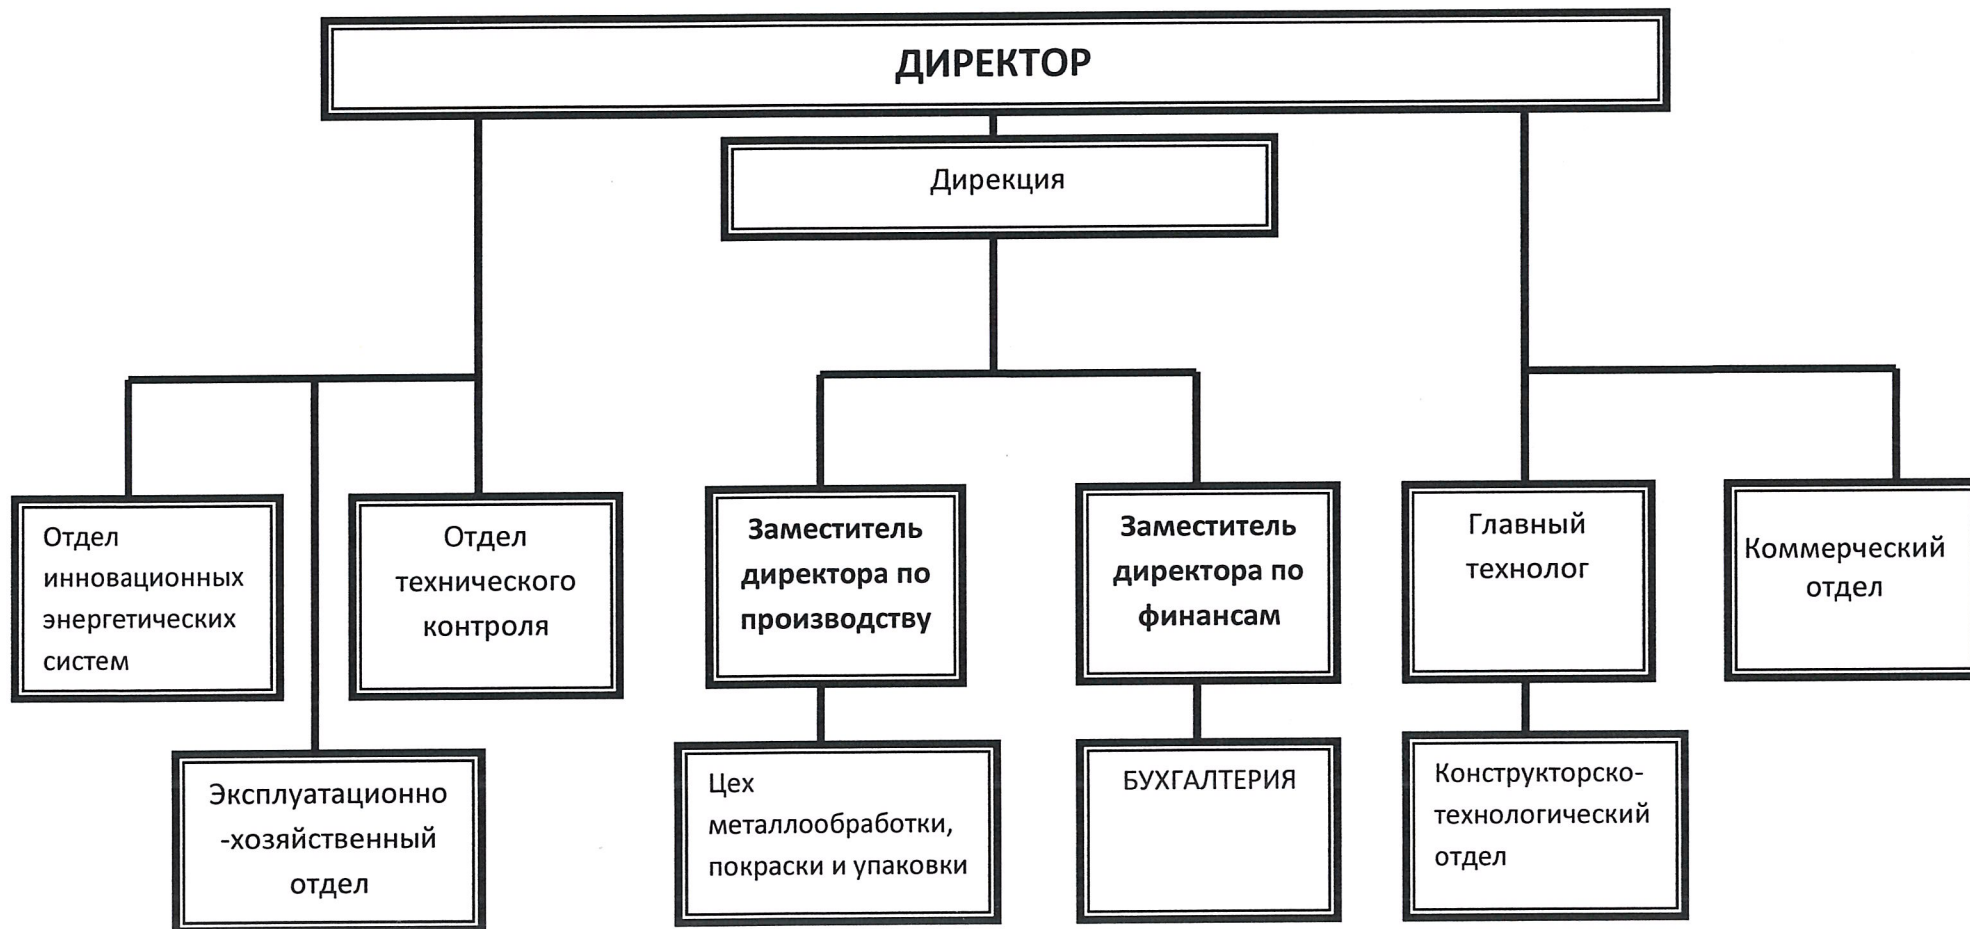 ДИРЕКТОР
Дирекция
Отдел
инновационных
энергетических
систем
Отдел
технического
контроля
Заместитель
директора по
производству
Заместитель
директора по
финансам
Главный
технолог
Коммерческий
отдел
Эксплуатационно
-хозяйственный
отдел
Цех
металлообработки,
покраски и упаковки
БУХГАЛТЕРИЯ
Конструкторско-
технологический
отдел